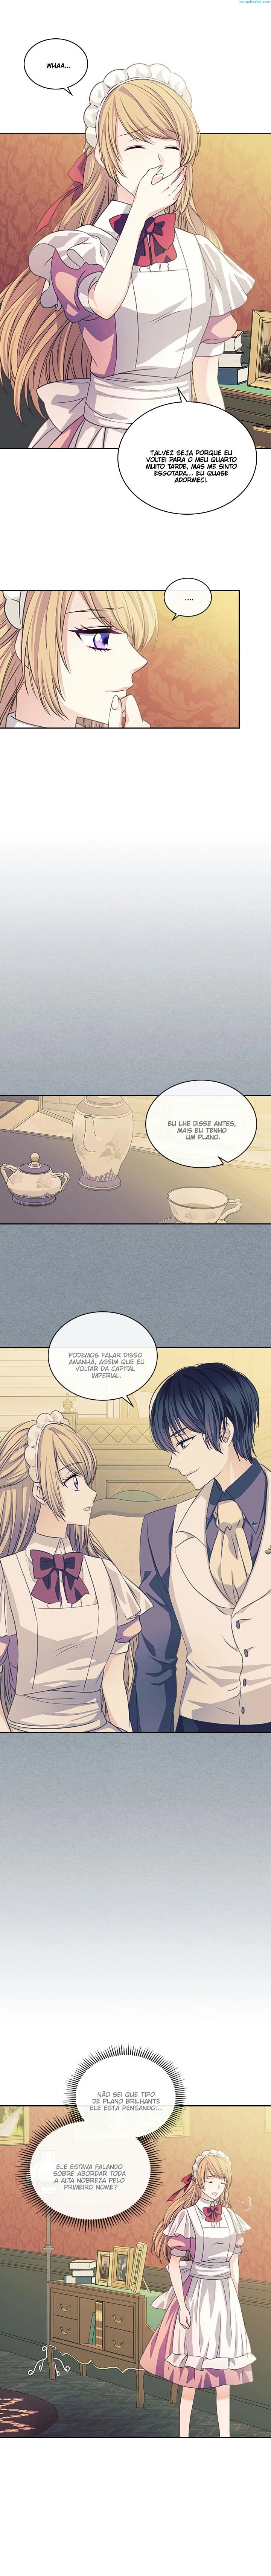 WHAA...
TALVEZ SEJA PORQUE EU
VOLTEI PARA O MEU QUARTO
MUITO TARDE, MAS ME SINTO
ESGOTADA... EU QUASE
ADORMECI.
....
EU LHE DISSE ANTES,
MAIS EU TENHO
UM PLANO.
PODEMOS FALAR DISSO
AMANHÃ, ASSIM QUE EU
VOLTAR DA CAPITAL
IMPERIAL.
NÃO SEI QUE TIPO
DE PLANO BRILHANTE
ELE ESTÁ PENSANDO...
ELE ESTAVA FALANDO
SOBRE ABORDAR TODA
A ALTA NOBREZA PELO
PRIMEIRO NOME?